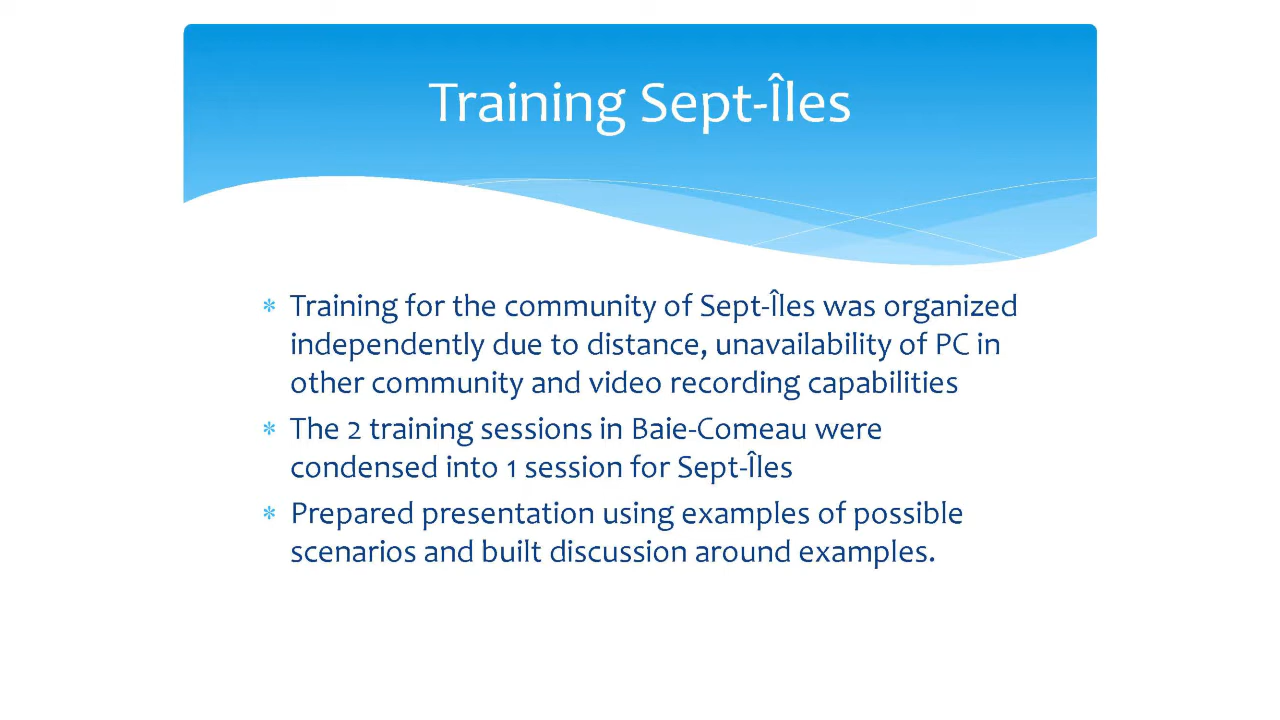 Training Sept-Îles
* Training for the community of Sept-Îles was organized
independently due to distance, unavailability of PC in
other community and video recording capabilities
* The 2 training sessions in Baie-Comeau were
condensed into 1 session for Sept-Îles
* Prepared presentation using examples of possible
scenarios and built discussion around examples.